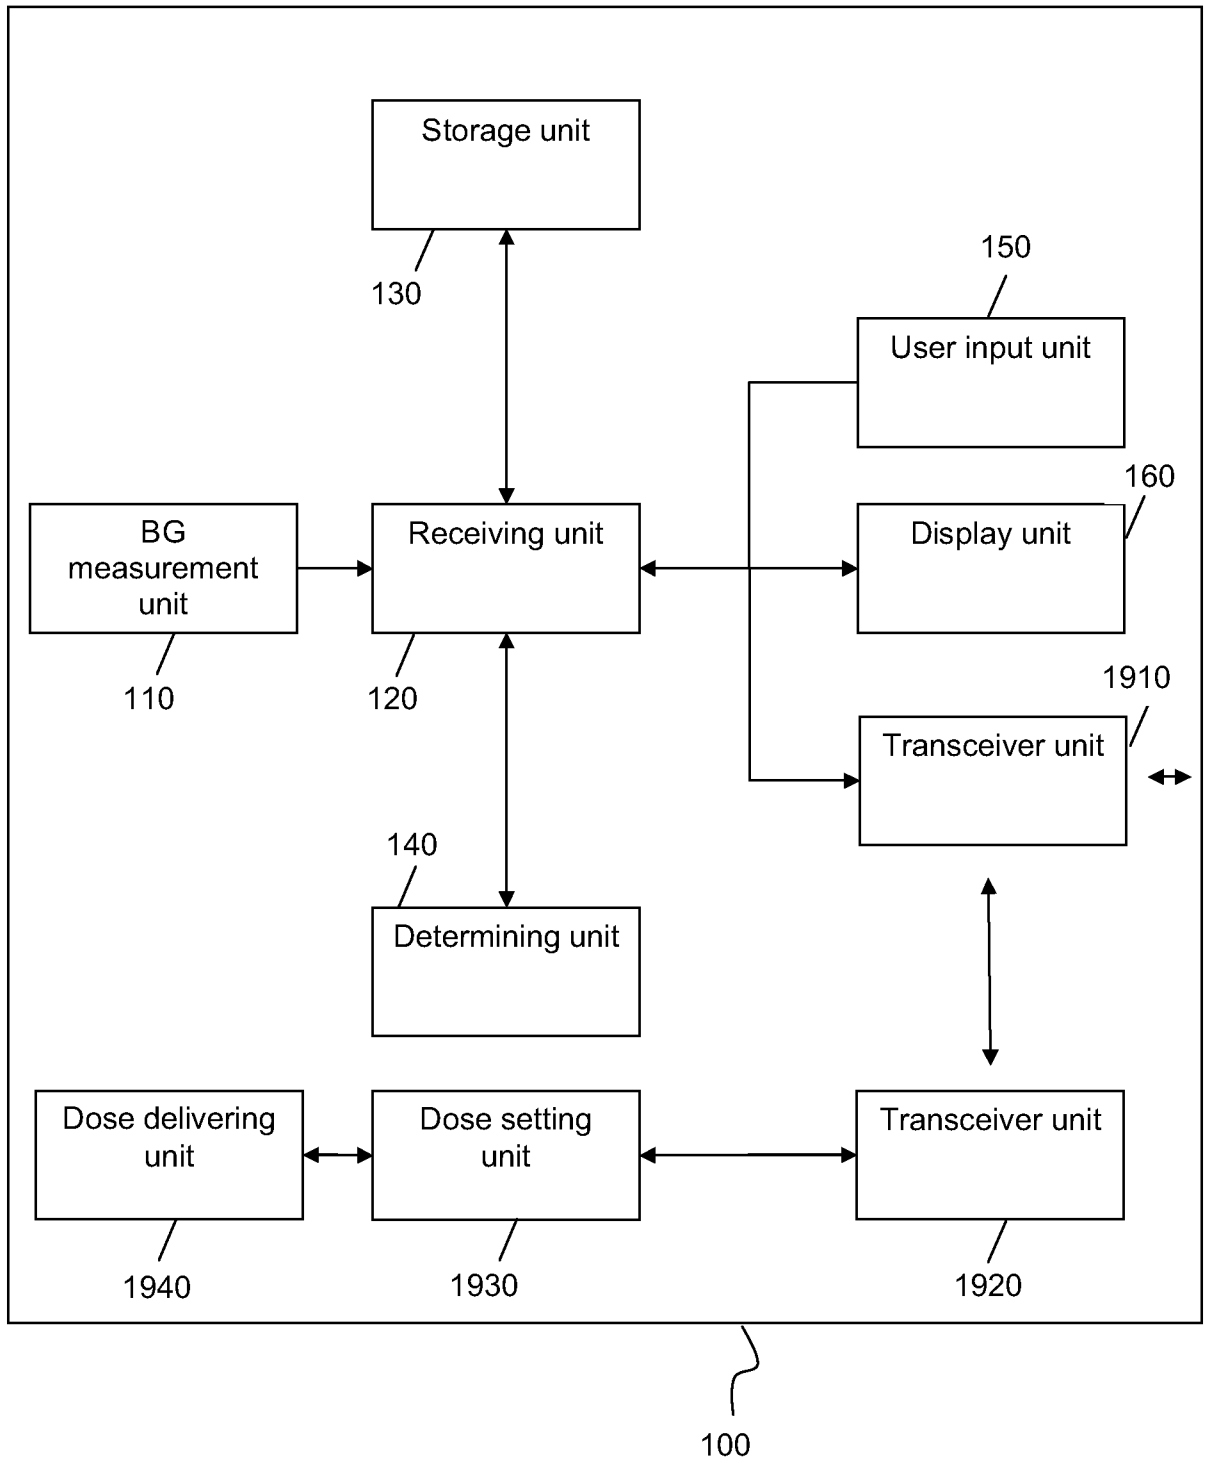 Storage unit
130
150
User input unit
160
BG
measurement
unit
Receiving unit
Display unit
110
120
1910
Transceiver unit
140
Determining unit
Dose delivering
unit
Dose setting
unit
Transceiver unit
1940
1930
1920
100